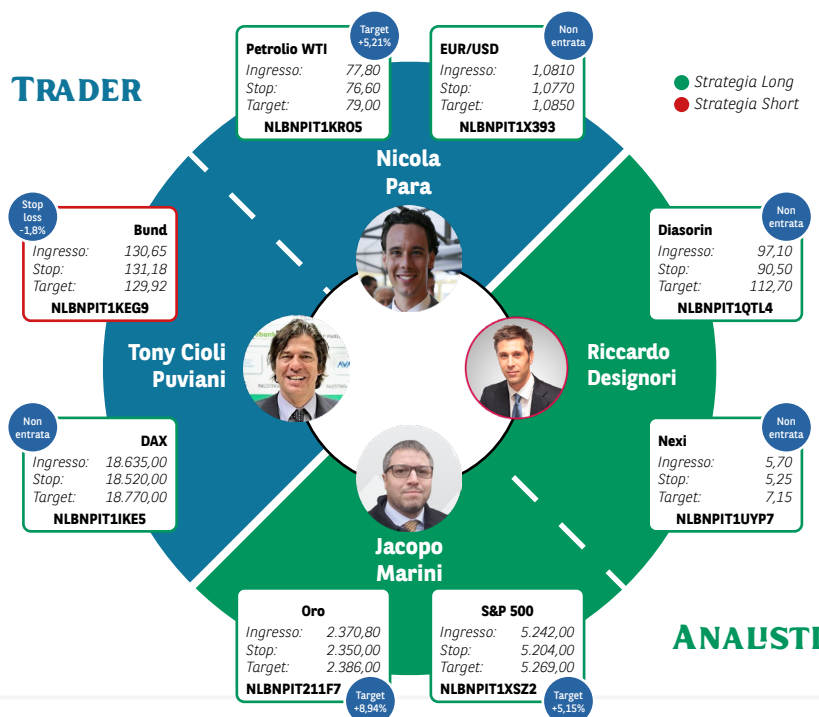 TRADER
Target
+5,21%
Petrolio WTI
Ingresso: 77,80
Stop: 76,60
Target: 79,00
NLBNPIT1KRO5
Non
entrata
EUR/USD
Ingresso: 1,0810
Stop: 1,0770
Target: 1,0850
NLBNPIT1X393
Strategia Long
Strategia Short
Nicola
Para
Stop
loss
-1,8%
Bund
Ingresso: 130,65
Stop: 131,18
Target: 129,92
NLBNPIT1KEG9
Non
entrata
Diasorin
Ingresso: 97,10
Stop: 90,50
Target: 112,70
NLBNPIT1QTL4
Tony Cioli
Puviani
Riccardo
Designori
Non
entrata
DAX
Ingresso: 18.635,00
Stop: 18.520,00
Target: 18.770,00
NLBNPIT1IKE5
Non
entrata
Nexi
Ingresso: 5,70
Stop: 5,25
Target: 7,15
NLBNPIT1UYP7
Jacopo
Marini
Oro
Ingresso: 2.370,80
Stop: 2.350,00
Target: 2.386,00
NLBNPIT211F7
Target
+8,94%
S&P 500
Ingresso: 5.242,00
Stop: 5.204,00
Target: 5.269,00
NLBNPIT1XSZ2
Target
+5,15%
ANALISTI